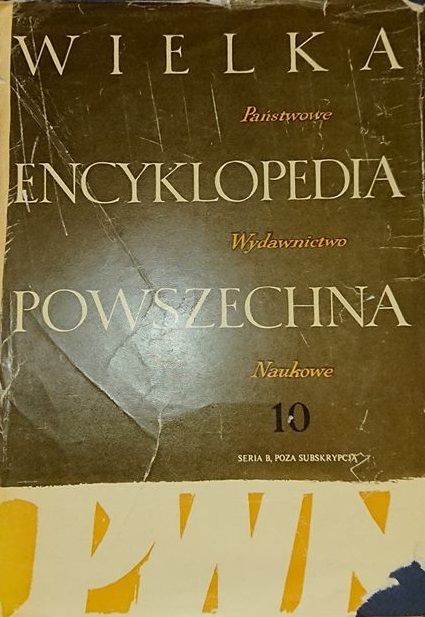 WIELKA
Państwowe
ENCYKLOPEDIA
Wydawnictwo
POWSZECHNA
Naukowe
10
SERIA B, POZA SUBSKRYPCJĄ
PWN